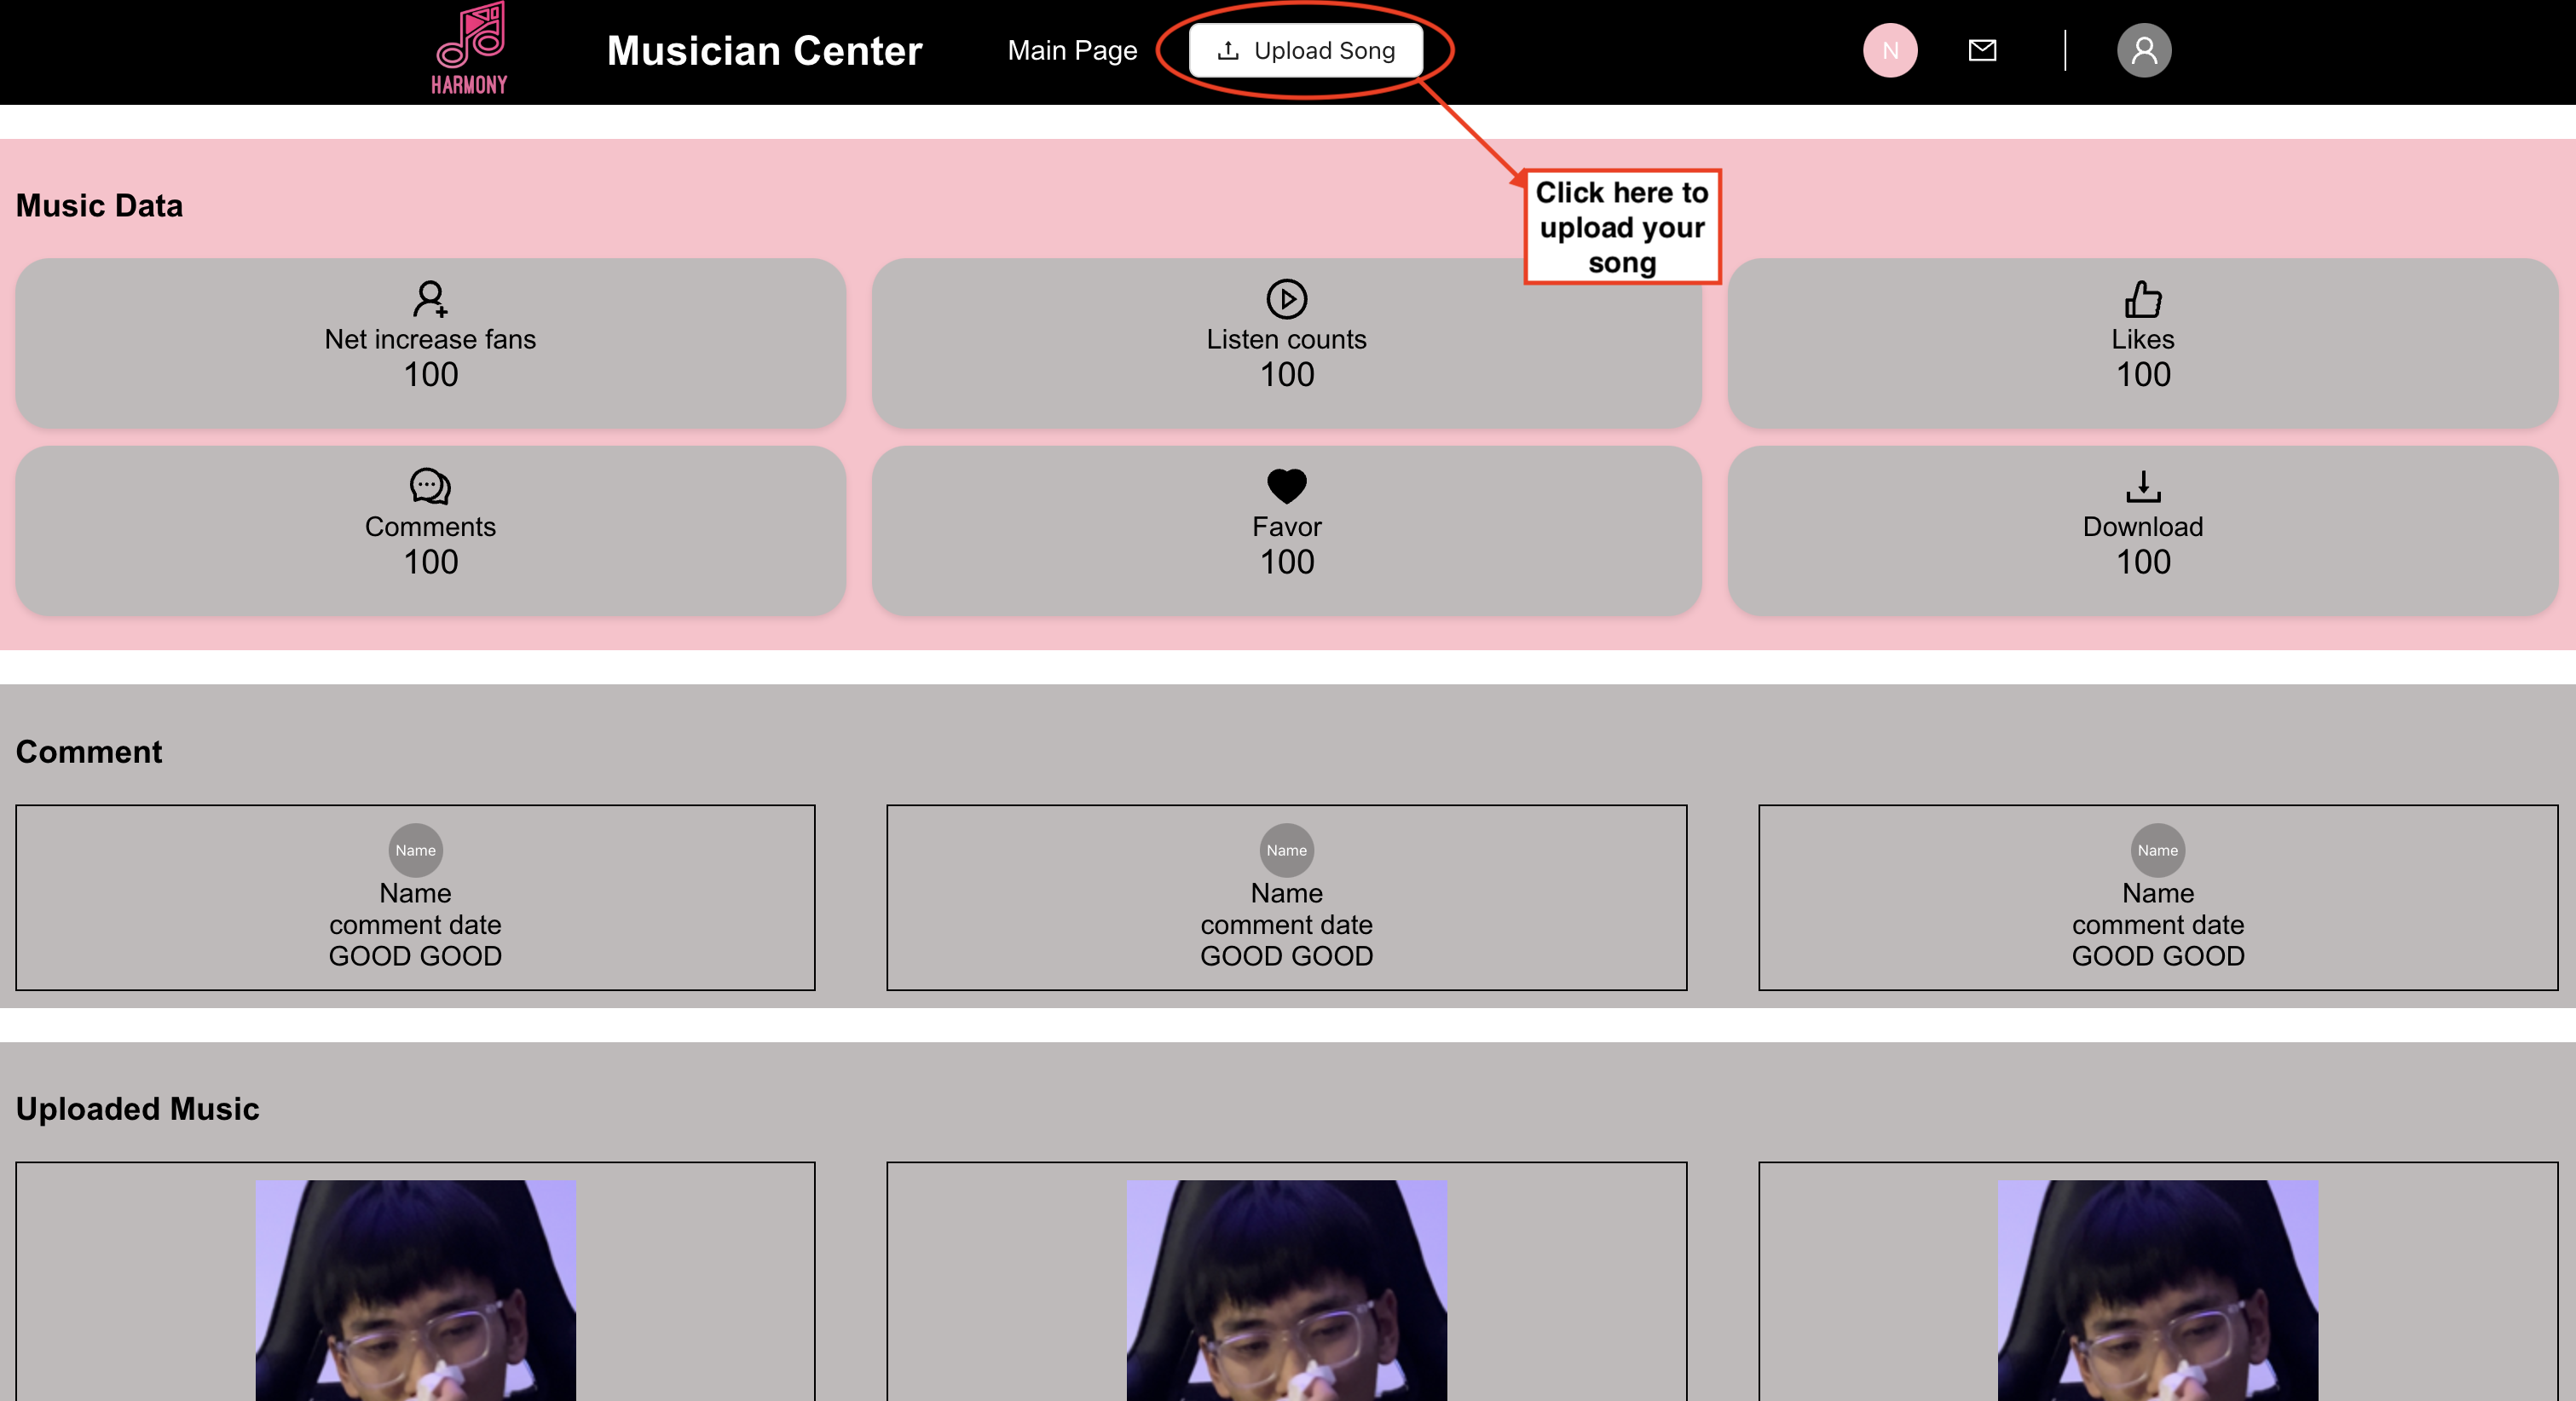 HARMONY
Musician Center
Main Page
Upload Song
N
Click here to
upload your
song
Music Data
Net increase fans
100
Listen counts
100
Likes
100
Comments
100
Favor
100
Download
100
Comment
Name
Name
comment date
GOOD GOOD
Name
Name
comment date
GOOD GOOD
Name
Name
comment date
GOOD GOOD
Uploaded Music